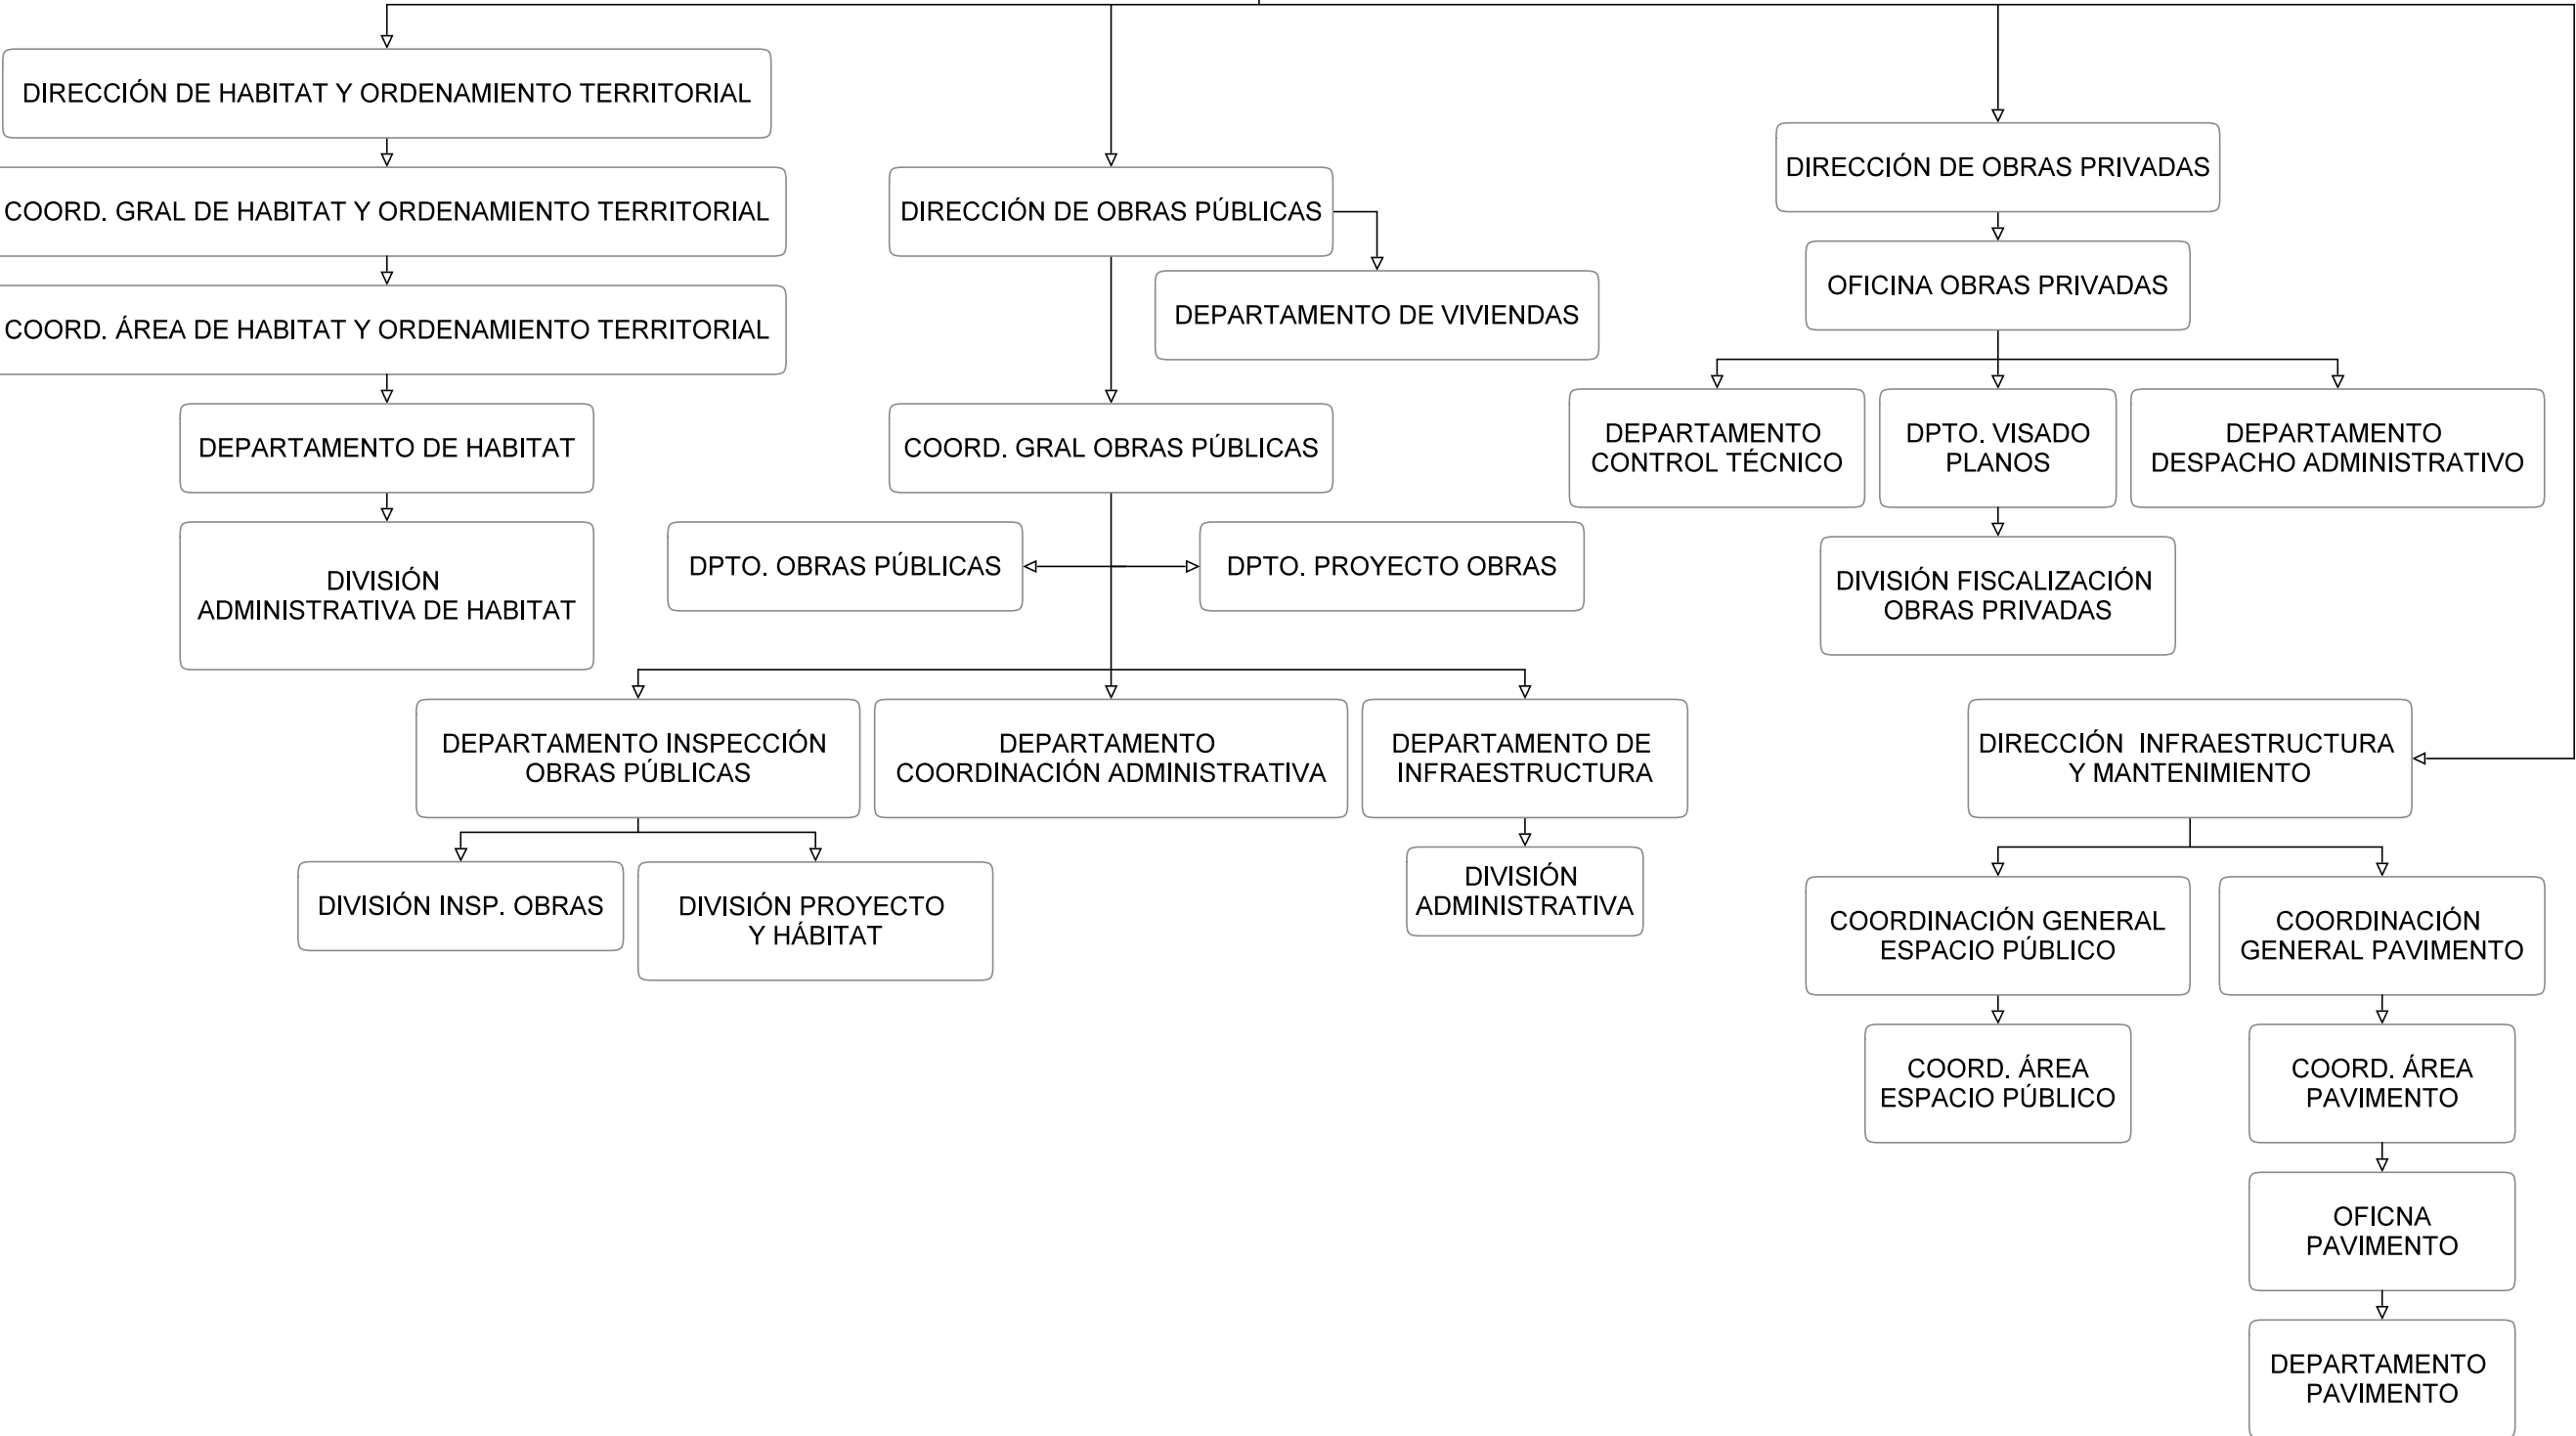 DIRECCIÓN DE HABITAT Y ORDENAMIENTO TERRITORIAL
COORD. GRAL DE HABITAT Y ORDENAMIENTO TERRITORIAL
COORD. ÁREA DE HABITAT Y ORDENAMIENTO TERRITORIAL
DEPARTAMENTO DE HABITAT
DIVISIÓN
ADMINISTRATIVA DE HABITAT
DIRECCIÓN DE OBRAS PÚBLICAS
DEPARTAMENTO DE VIVIENDAS
COORD. GRAL OBRAS PÚBLICAS
DPTO. OBRAS PÚBLICAS
DPTO. PROYECTO OBRAS
DEPARTAMENTO INSPECCIÓN
OBRAS PÚBLICAS
DEPARTAMENTO
COORDINACIÓN ADMINISTRATIVA
DEPARTAMENTO DE
INFRAESTRUCTURA
DIVISIÓN INSP. OBRAS
DIVISIÓN PROYECTO
Y HÁBITAT
DIVISIÓN
ADMINISTRATIVA
DIRECCIÓN DE OBRAS PRIVADAS
OFICINA OBRAS PRIVADAS
DEPARTAMENTO
CONTROL TÉCNICO
DPTO. VISADO
PLANOS
DEPARTAMENTO
DESPACHO ADMINISTRATIVO
DIVISIÓN FISCALIZACIÓN
OBRAS PRIVADAS
DIRECCIÓN  INFRAESTRUCTURA
Y MANTENIMIENTO
COORDINACIÓN GENERAL
ESPACIO PÚBLICO
COORDINACIÓN
GENERAL PAVIMENTO
COORD. ÁREA
ESPACIO PÚBLICO
COORD. ÁREA
PAVIMENTO
OFICNA
PAVIMENTO
DEPARTAMENTO
PAVIMENTO